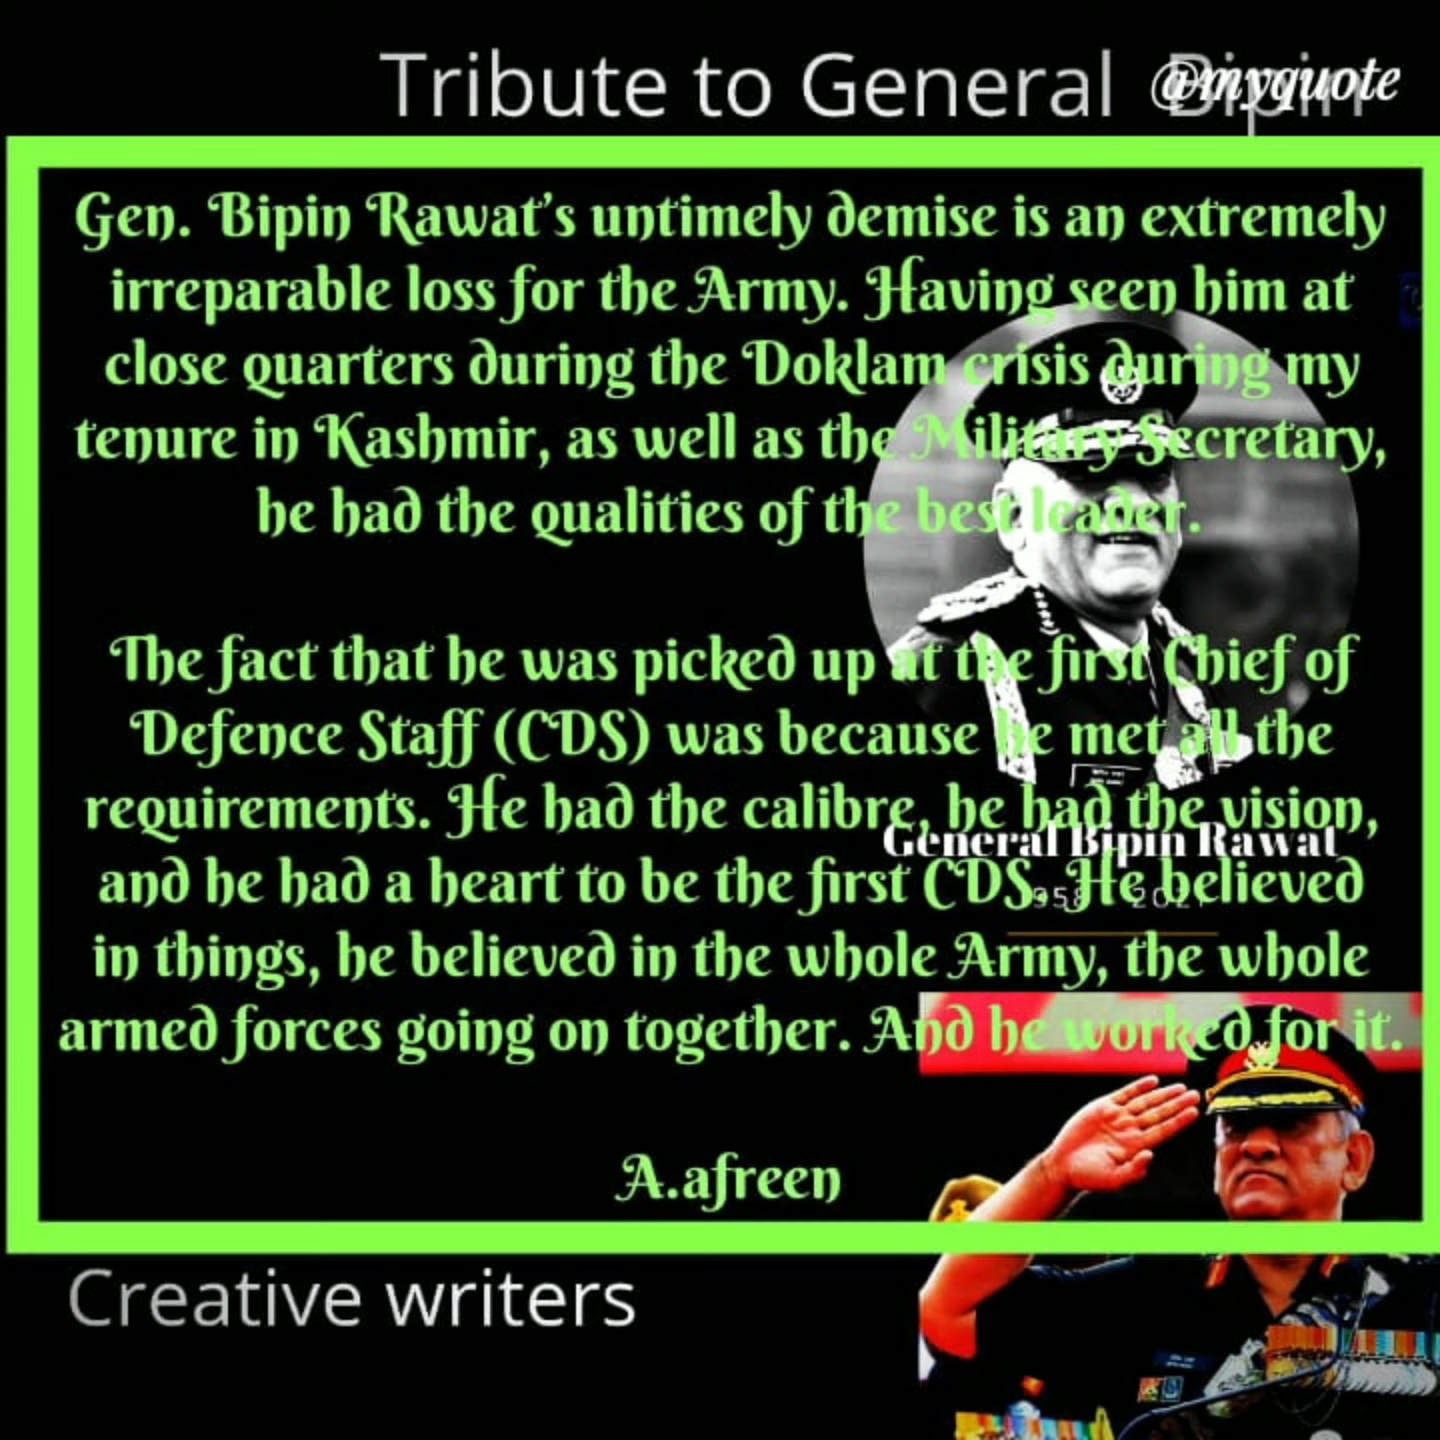 Tribute to General Bipin
@myquote
Gen. Bipin Rawat's untimely demise is an extremely
irreparable loss for the Army. Having seen him at
close quarters during the Doklam crisis during my
tenure in Kashmir, as well as the Military Secretary,
he had the qualities of the best leader.
The fact that he was picked up at the first Chief of
Defence Staff (CDS) was because he met all the
requirements. He had the calibre, he had the vision,
General Bipin Rawat
and he had a heart to be the first CDS. He believed
in things, he believed in the whole Army, the whole
armed forces going on together. And he worked for it.
A.afreen
Creative writers